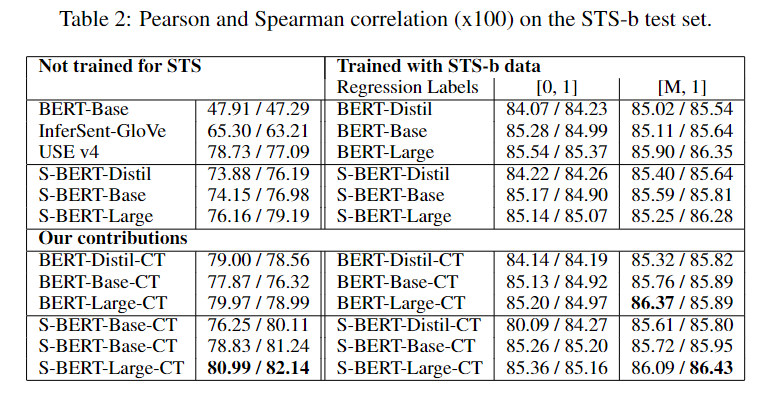 Table 2: Pearson and Spearman correlation (x100) on the STS-b test set.
Not trained for STS Trained with STS-b data
Regression Labels [0, 1] [M, 1]
BERT-Base 47.91 / 47.29 BERT-Distil 84.07 / 84.23 85.02 / 85.54
InferSent-GloVe 65.30 / 63.21 BERT-Base 85.28 / 84.99 85.11 / 85.64
USE v4 78.73 / 77.09 BERT-Large 85.54 / 85.37 85.90 / 86.35
S-BERT-Distil 73.88 / 76.19 S-BERT-Distil 84.22 / 84.26 85.40 / 85.64
S-BERT-Base 74.15 / 76.98 S-BERT-Base 85.17 / 84.90 85.59 / 85.81
S-BERT-Large 76.16 / 79.19 S-BERT-Large 85.14 / 85.07 85.25 / 86.28
Our contributions
BERT-Distil-CT 79.00 / 78.56 BERT-Distil-CT 84.14 / 84.19 85.32 / 85.82
BERT-Base-CT 77.87 / 76.32 BERT-Base-CT 85.13 / 84.92 85.76 / 85.89
BERT-Large-CT 79.97 / 78.99 BERT-Large-CT 85.20 / 84.97 86.37 / 85.89
S-BERT-Base-CT 76.25 / 80.11 S-BERT-Distil-CT 80.09 / 84.27 85.61 / 85.80
S-BERT-Base-CT 78.83 / 81.24 S-BERT-Base-CT 85.26 / 85.20 85.72 / 85.95
S-BERT-Large-CT 80.99 / 82.14 S-BERT-Large-CT 85.36 / 85.16 86.09 / 86.43